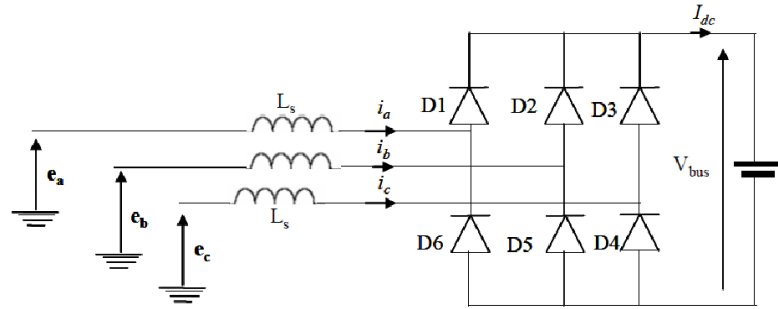 I_dc
D1
D2
D3
L_s
i_a
i_b
i_c
V_bus
e_a
e_b
e_c
L_s
D6
D5
D4